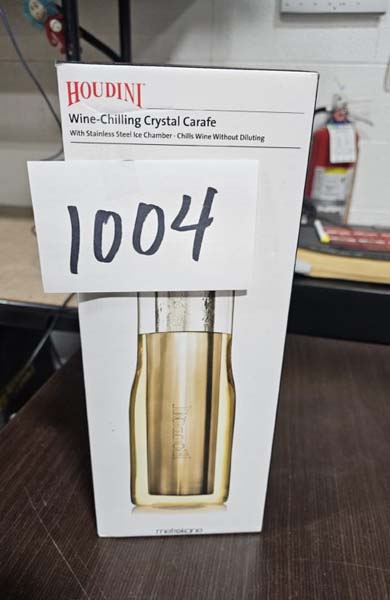 HOUDINI
Wine-Chilling Crystal Carafe
With Stainless Steel Ice Chamber · Chills Wine Without Diluting
1004
metrokane